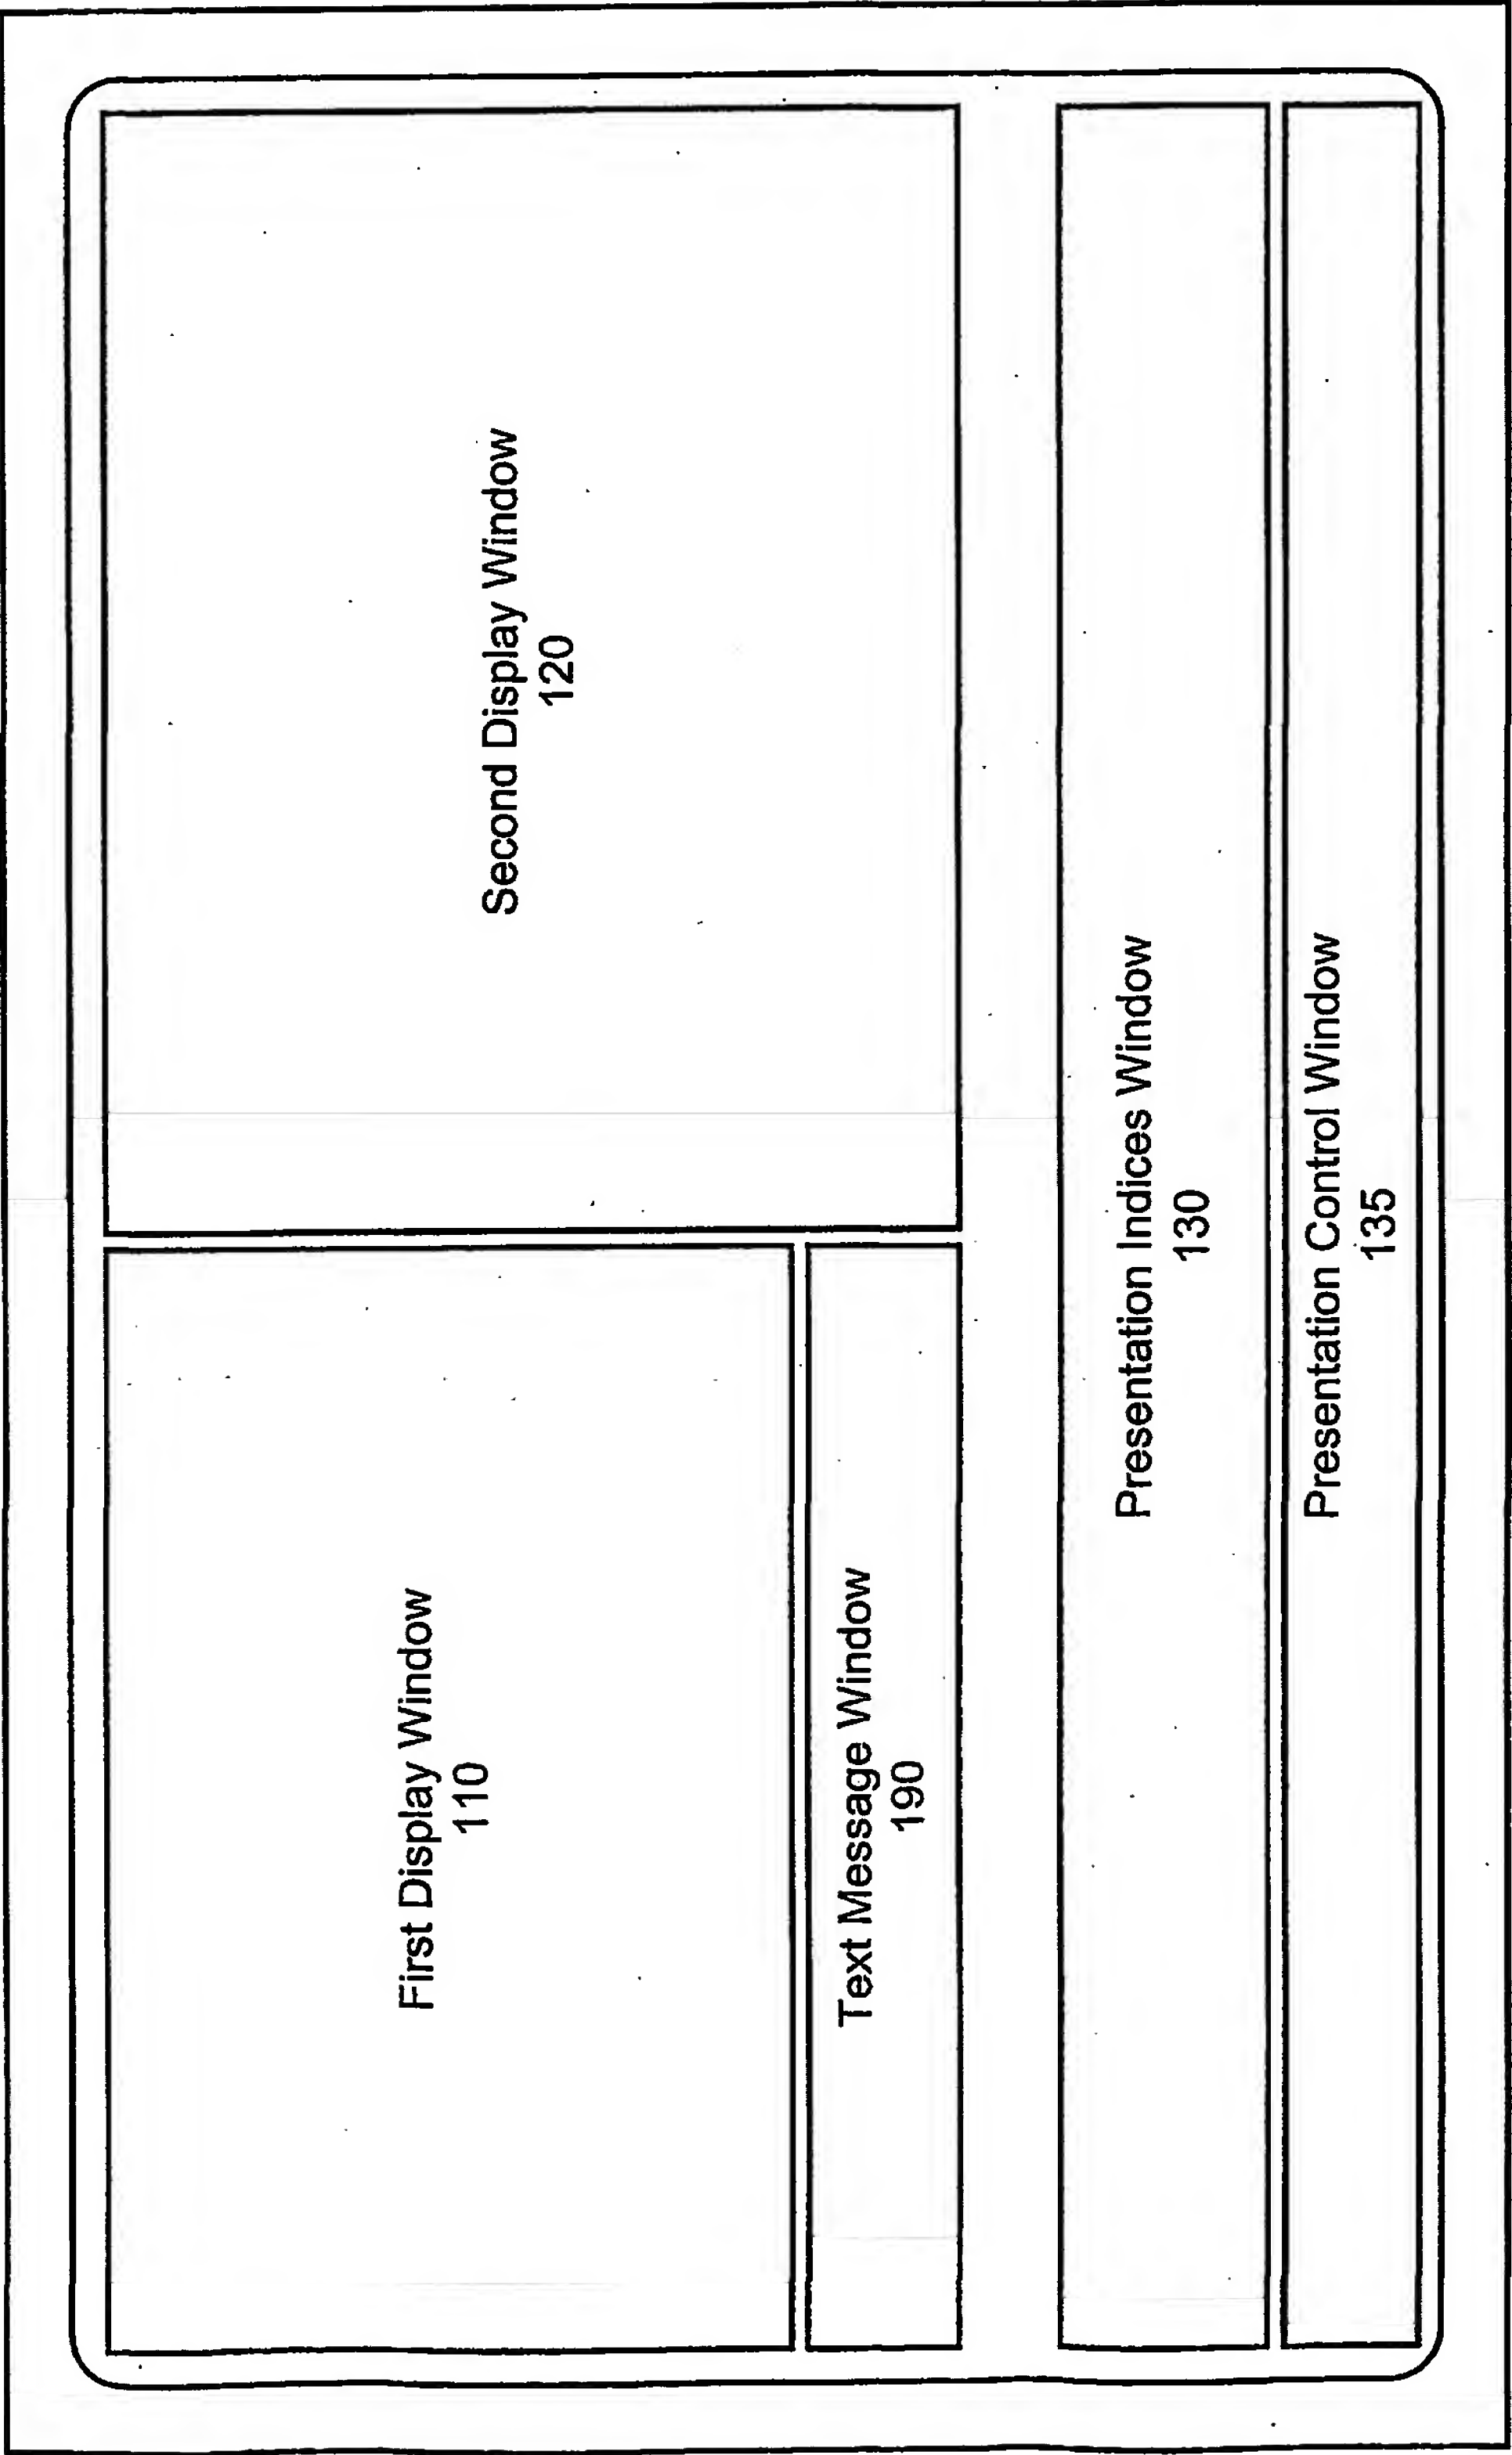 First Display Window
110
Second Display Window
120
Text Message Window
190
Presentation Indices Window
130
Presentation Control Window
135